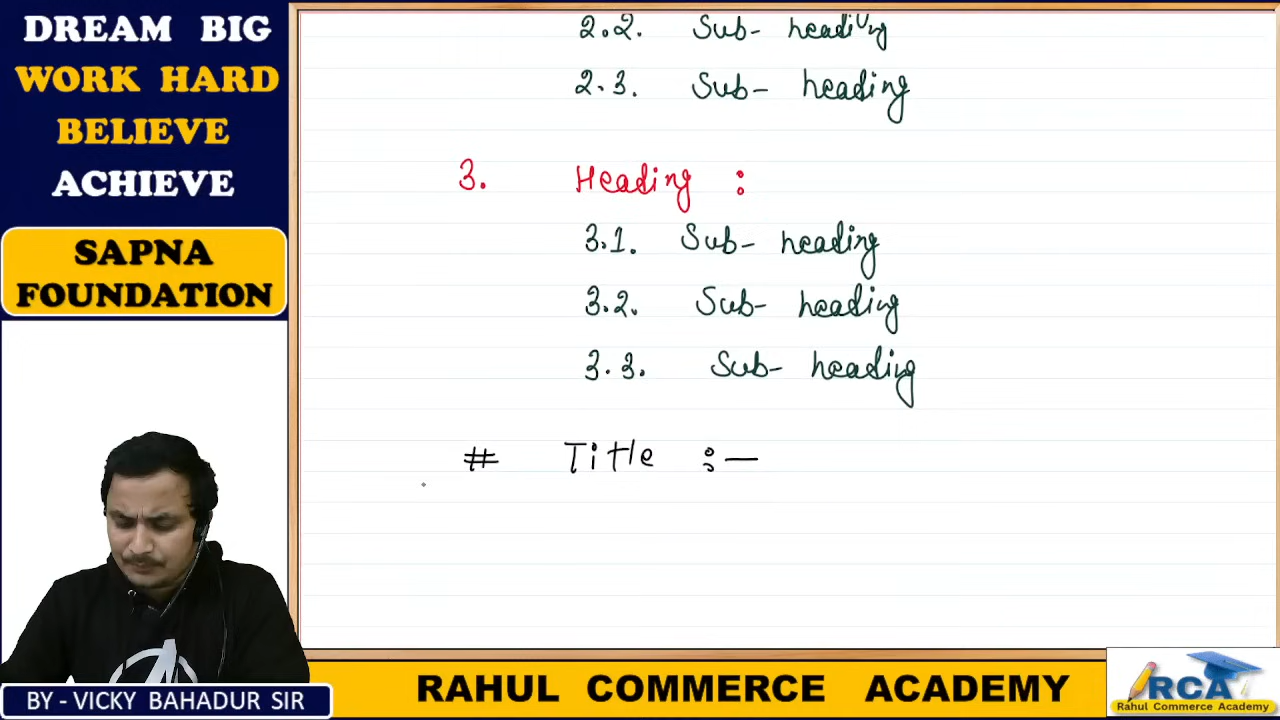 DREAM BIG
WORK HARD
BELIEVE
ACHIEVE
SAPNA
FOUNDATION
2.2. Sub- heading
2.3. Sub- heading
3. Heading :
3.1. Sub- heading
3.2. Sub- heading
3.3. Sub- heading
# Title :—
BY - VICKY BAHADUR SIR
RAHUL COMMERCE ACADEMY
RCA
Rahul Commerce Academy